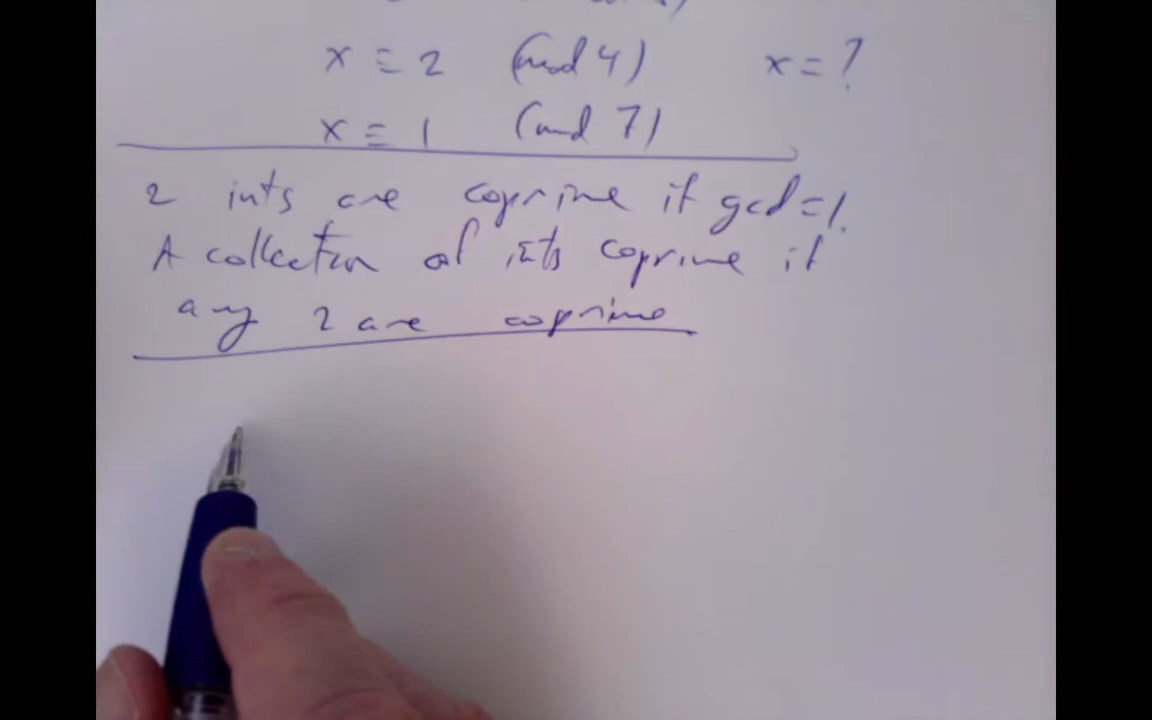 x ≡ 2 (mod 4) x = ?
x ≡ 1 (mod 7)
2 ints are coprime if gcd=1.
A collection of ints coprime if
any 2 are coprime